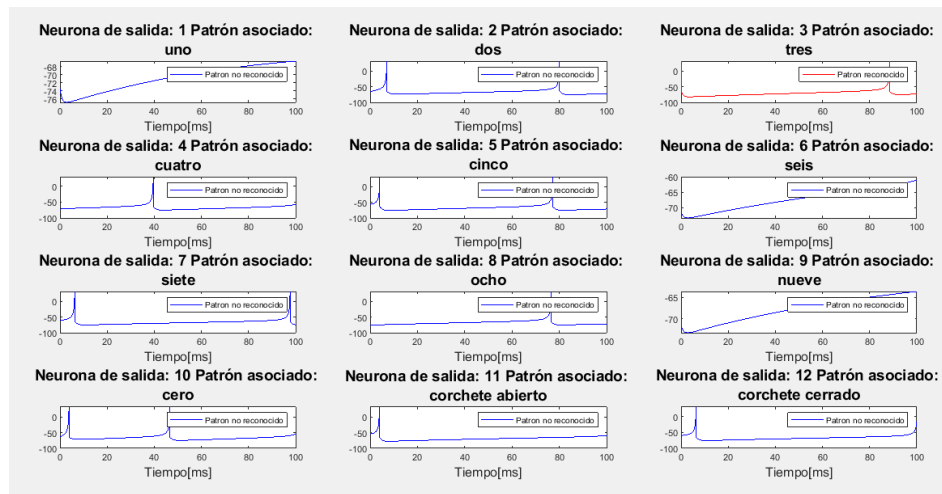 Neurona de salida: 1 Patrón asociado:
uno
-68
-70
-72
-74
-76
Patron no reconocido
0 20 40 60 80 100
Tiempo[ms]
Neurona de salida: 2 Patrón asociado:
dos
0
-50
-100
Patron no reconocido
0 20 40 60 80 100
Tiempo[ms]
Neurona de salida: 3 Patrón asociado:
tres
0
-50
-100
Patron reconocido
0 20 40 60 80 100
Tiempo[ms]
Neurona de salida: 4 Patrón asociado:
cuatro
0
-50
-100
Patron no reconocido
0 20 40 60 80 100
Tiempo[ms]
Neurona de salida: 5 Patrón asociado:
cinco
0
-50
-100
Patron no reconocido
0 20 40 60 80 100
Tiempo[ms]
Neurona de salida: 6 Patrón asociado:
seis
-60
-65
-70
Patron no reconocido
0 20 40 60 80 100
Tiempo[ms]
Neurona de salida: 7 Patrón asociado:
siete
0
-50
-100
Patron no reconocido
0 20 40 60 80 100
Tiempo[ms]
Neurona de salida: 8 Patrón asociado:
ocho
0
-50
-100
Patron no reconocido
0 20 40 60 80 100
Tiempo[ms]
Neurona de salida: 9 Patrón asociado:
nueve
-65
-70
Patron no reconocido
0 20 40 60 80 100
Tiempo[ms]
Neurona de salida: 10 Patrón asociado:
cero
0
-50
-100
Patron no reconocido
0 20 40 60 80 100
Tiempo[ms]
Neurona de salida: 11 Patrón asociado:
corchete abierto
0
-50
-100
Patron no reconocido
0 20 40 60 80 100
Tiempo[ms]
Neurona de salida: 12 Patrón asociado:
corchete cerrado
0
-50
-100
Patron no reconocido
0 20 40 60 80 100
Tiempo[ms]